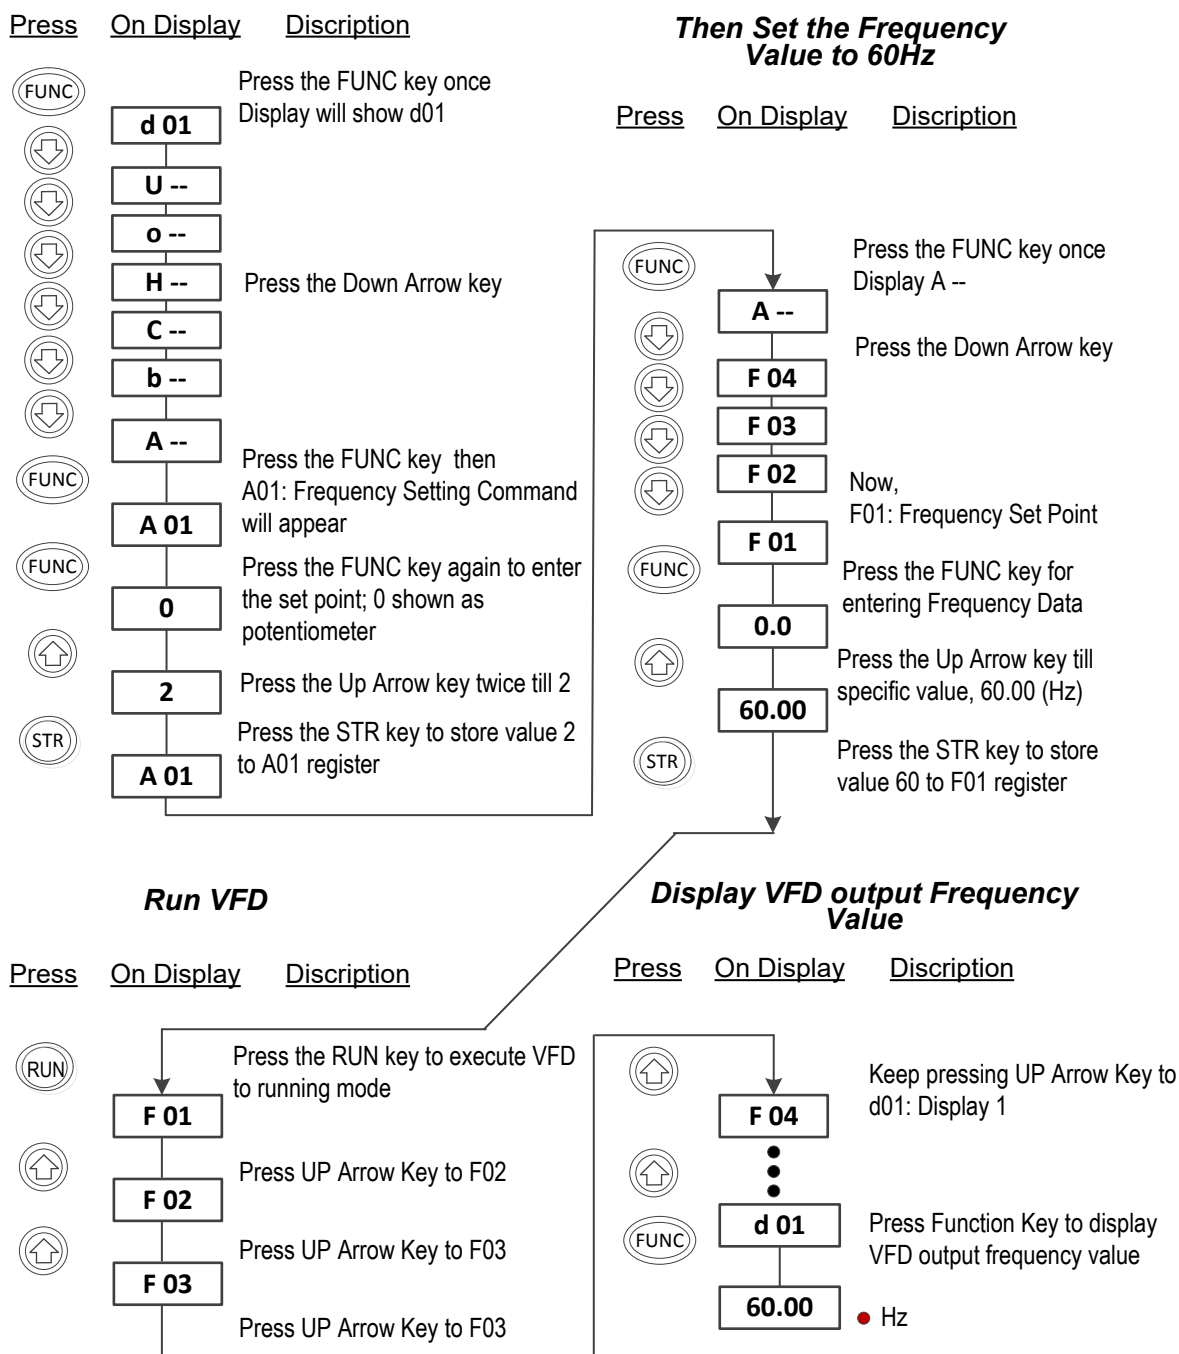 Press On Display Discription
FUNC
Press the FUNC key once
Display will show d01
d 01
U --
o --
H --
Press the Down Arrow key
C --
b --
A --
FUNC
Press the FUNC key then
A01: Frequency Setting Command
will appear
A 01
FUNC
Press the FUNC key again to enter
the set point; 0 shown as
potentiometer
0
Press the Up Arrow key twice till 2
2
STR
Press the STR key to store value 2
to A01 register
A 01
Then Set the Frequency
Value to 60Hz
Press On Display Discription
FUNC
Press the FUNC key once
Display A --
A --
Press the Down Arrow key
F 04
F 03
F 02
Now,
F01: Frequency Set Point
F 01
FUNC
Press the FUNC key for
entering Frequency Data
0.0
Press the Up Arrow key till
specific value, 60.00 (Hz)
60.00
STR
Press the STR key to store
value 60 to F01 register
Run VFD
Press On Display Discription
RUN
Press the RUN key to execute VFD
to running mode
F 01
Press UP Arrow Key to F02
F 02
Press UP Arrow Key to F03
F 03
Press UP Arrow Key to F03
Display VFD output Frequency
Value
Press On Display Discription
Keep pressing UP Arrow Key to
d01: Display 1
F 04
d 01
FUNC
Press Function Key to display
VFD output frequency value
60.00
Hz